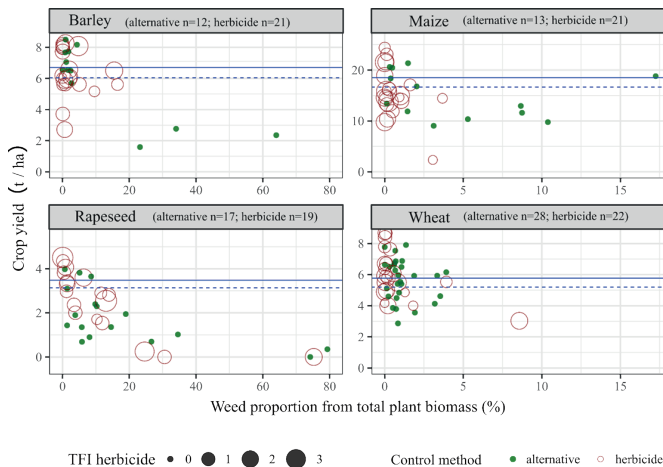 Barley (alternative n=12; herbicide n=21)
Maize (alternative n=13; herbicide n=21)
8
6
4
2
0
0 20 40 60 80
20
10
0
0 5 10 15
Rapeseed (alternative n=17; herbicide n=19)
Wheat (alternative n=28; herbicide n=22)
4
2
0
0 20 40 60 80
8
6
4
2
0
0 5 10 15
Crop yield (t / ha)
Weed proportion from total plant biomass (%)
TFI herbicide 0 1 2 3 Control method alternative herbicide